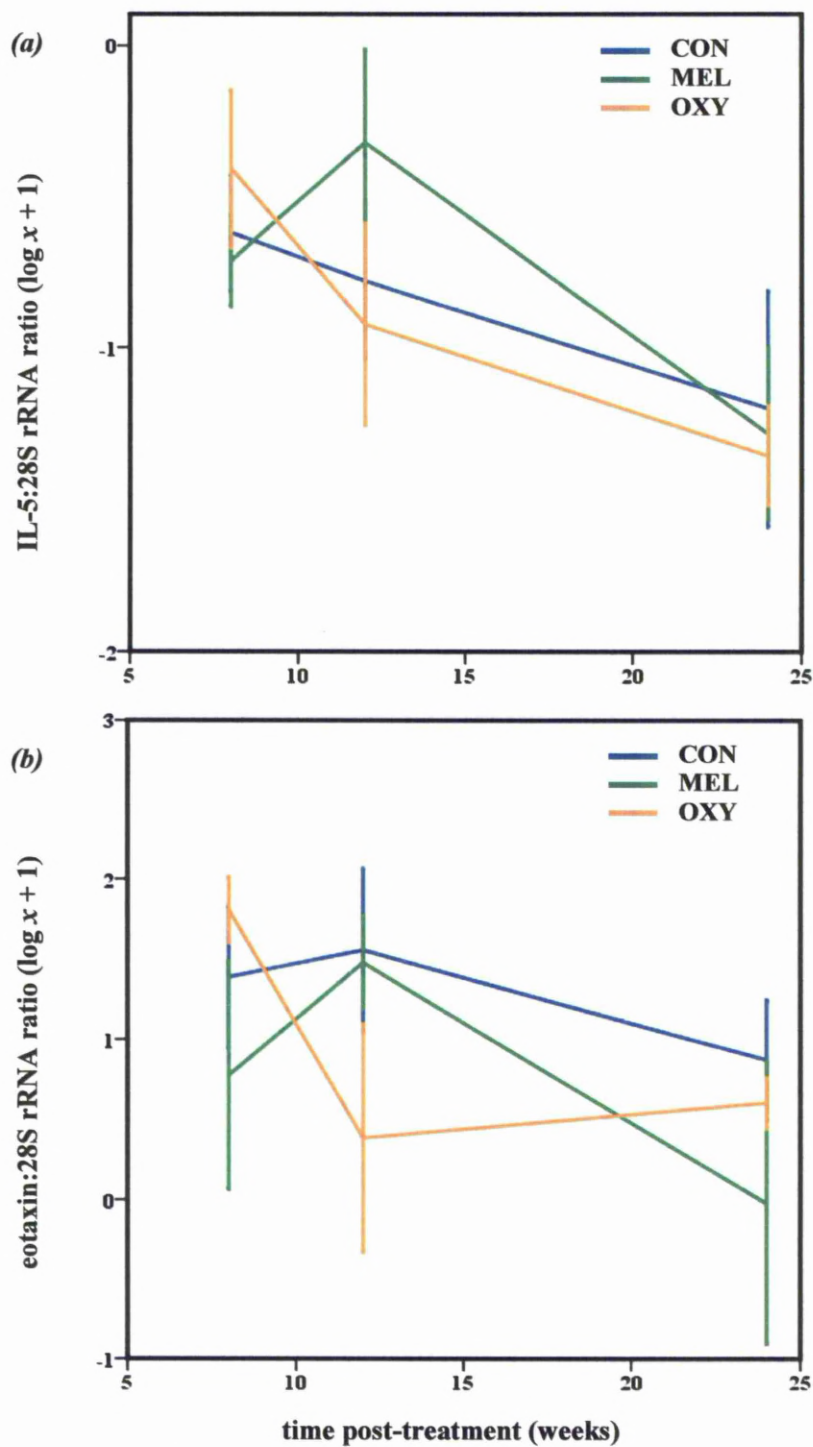 (a)
IL-5:28S rRNA ratio (log x + 1)
0
-1
-2
5 10 15 20 25
CON
MEL
OXY
(b)
eotaxin:28S rRNA ratio (log x + 1)
3
2
1
0
-1
5 10 15 20 25
CON
MEL
OXY
time post-treatment (weeks)